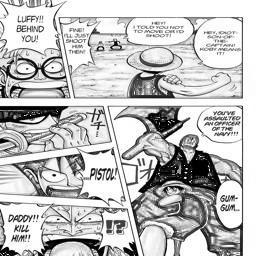 HEY!
I TOLD YOU NOT
TO MOVE OR I'D
SHOOT!
HEY, IDIOT-
SON-OF-
THE-
CAPTAIN!
KOBY MEANS
IT!
FINE!
I'LL JUST
SHOOT
HIM
THEN!
LUFFY!!
BEHIND
YOU!
YOU'VE
ASSAULTED
AN OFFICER
OF THE
NAVY!!!
GUM-
GUM...
...PISTOL!
!?
DADDY!!
KILL
HIM!!